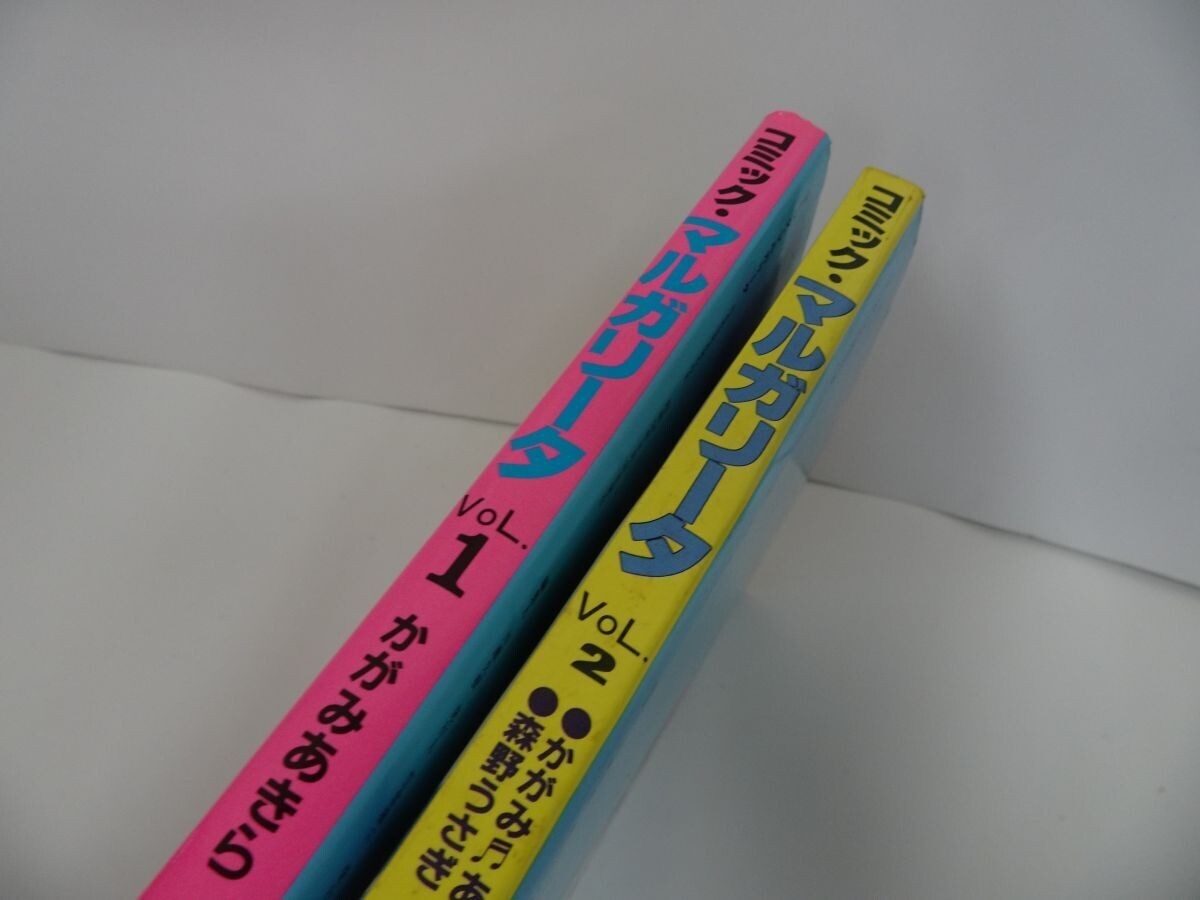 コミック・マルガリータ
VOL.
1
かがみあきら
コミック・マルガリータ
VOL.
2
●かがみ♬あ
●森野うさぎ